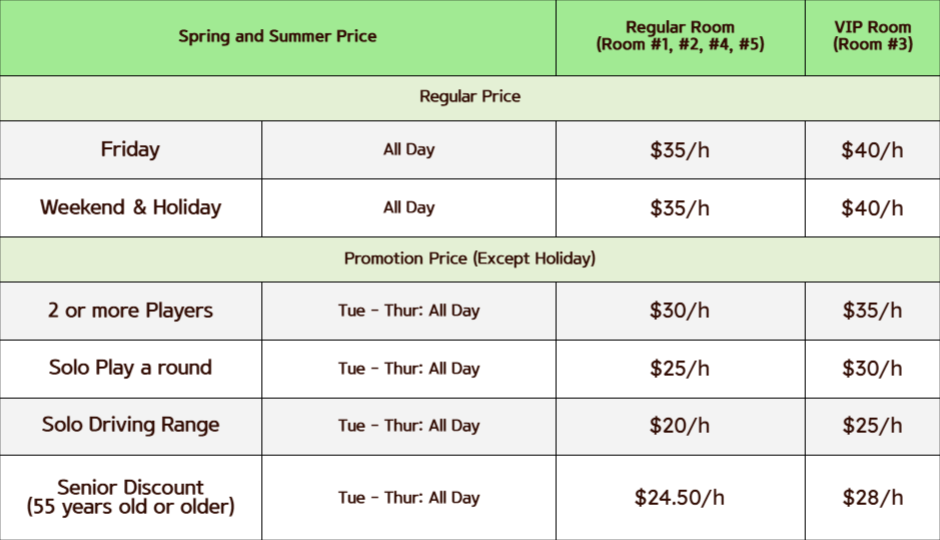 Spring and Summer Price
Regular Room
(Room #1, #2, #4, #5)
VIP Room
(Room #3)
Regular Price
Friday
All Day
$35/h
$40/h
Weekend & Holiday
All Day
$35/h
$40/h
Promotion Price (Except Holiday)
2 or more Players
Tue - Thur: All Day
$30/h
$35/h
Solo Play a round
Tue - Thur: All Day
$25/h
$30/h
Solo Driving Range
Tue - Thur: All Day
$20/h
$25/h
Senior Discount
(55 years old or older)
Tue - Thur: All Day
$24.50/h
$28/h